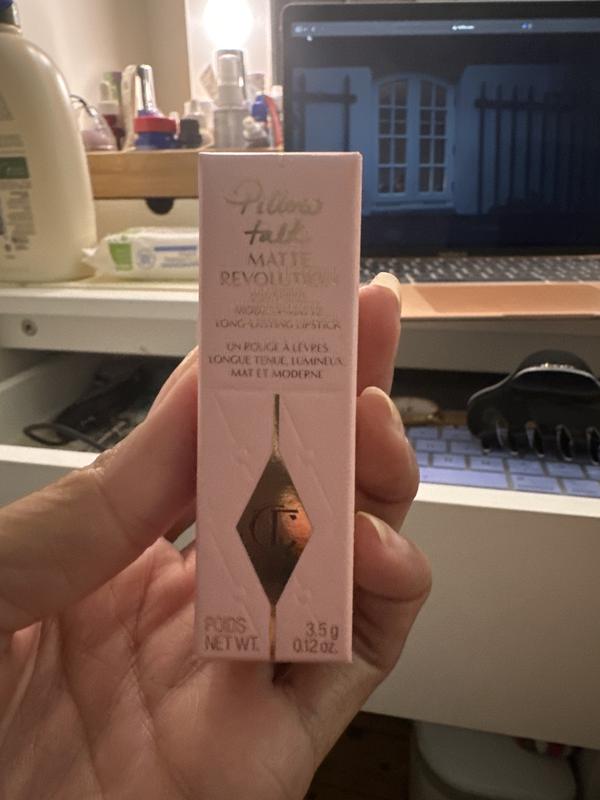 Pillow
talk
MATTE
REVOLUTION
LONG-LASTING LIPSTICK
UN ROUGE À LÈVRES
LONGUE TENUE, LUMINEUX,
MAT ET MODERNE
CT
POIDS 3.5 g
NET WT. 0.12 oz.